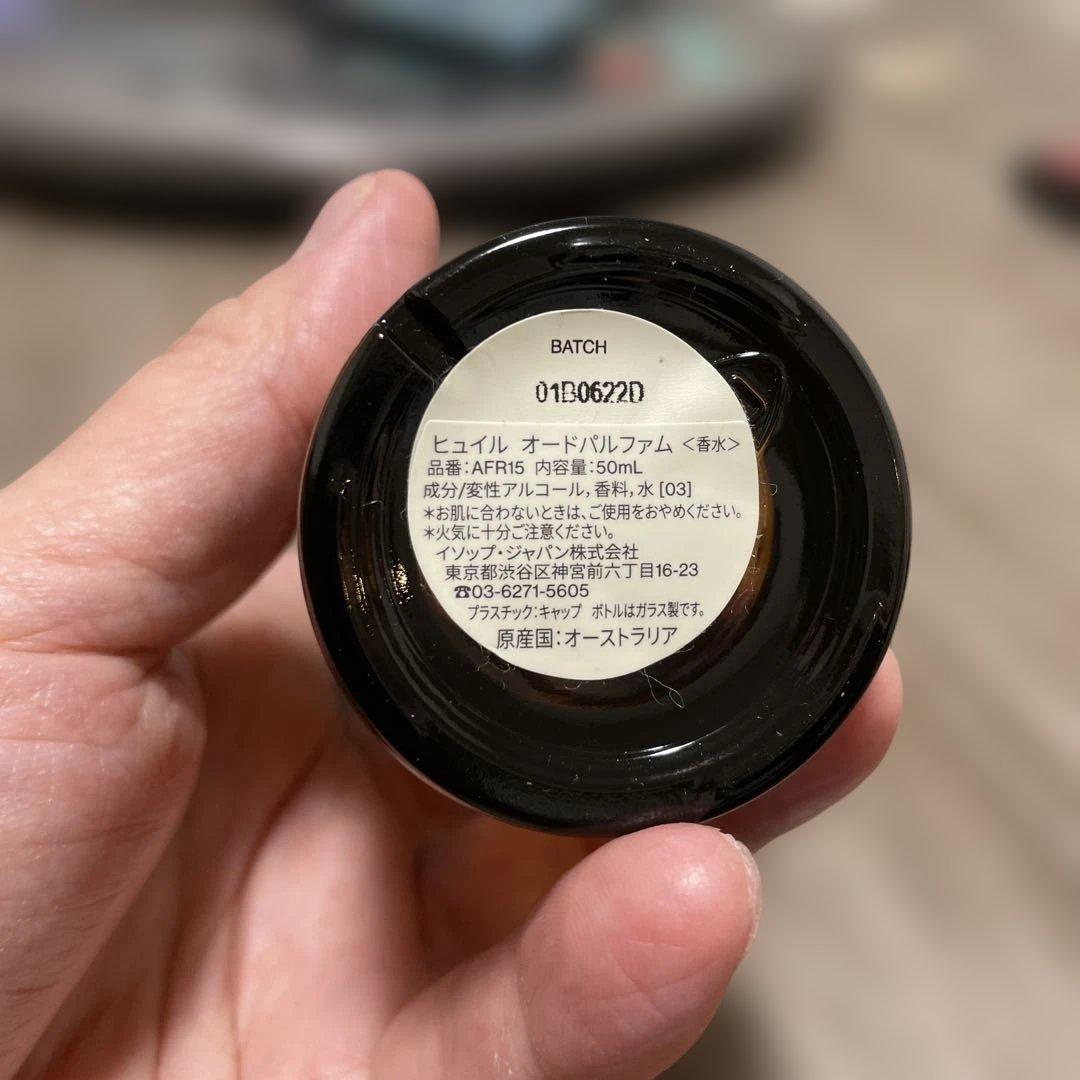 BATCH
01B0622D
ヒュイル オードパルファム <香水>
品番:AFR15 内容量:50mL
成分/変性アルコール,香料,水 [03]
*お肌に合わないときは、ご使用をおやめください。
*火気に十分ご注意ください。
イソップ・ジャパン株式会社
東京都渋谷区神宮前六丁目16-23
☎03-6271-5605
プラスチック:キャップ ボトルはガラス製です。
原産国:オーストラリア